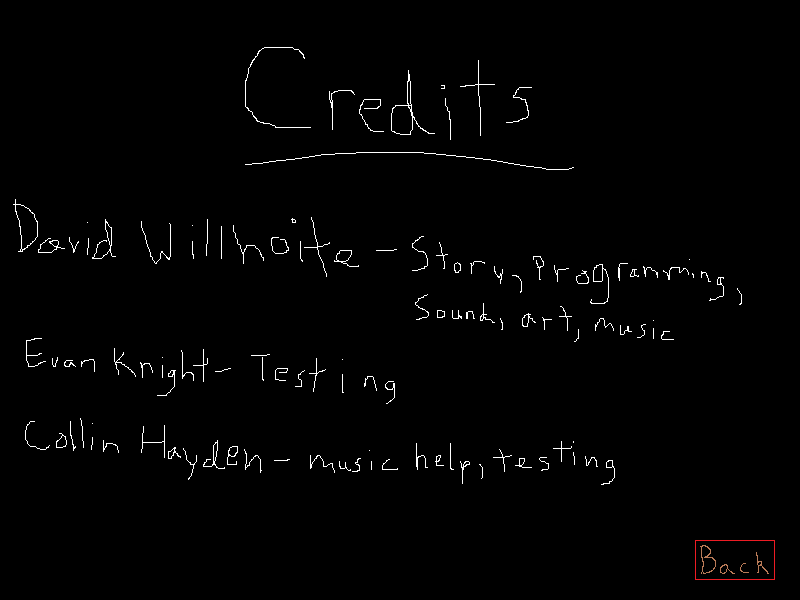 Credits
David Willhoite - Story, Programming,
Sound, art, music
Evan Knight - Testing
Collin Hayden - music help, testing
Back